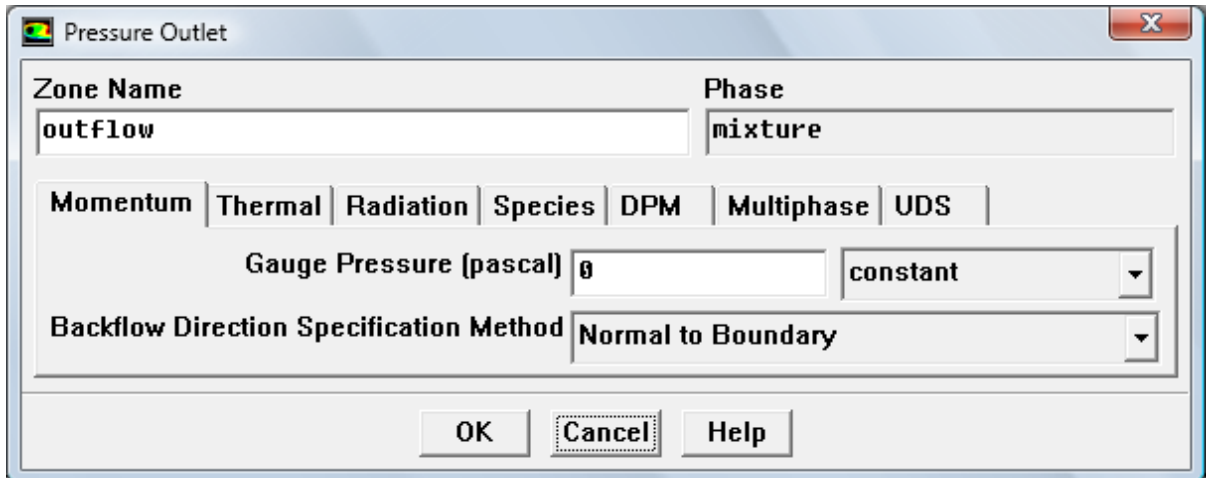 Pressure Outlet
Zone Name Phase
outflow mixture
Momentum Thermal Radiation Species DPM Multiphase UDS
Gauge Pressure (pascal) 0 constant
Backflow Direction Specification Method Normal to Boundary
OK Cancel Help